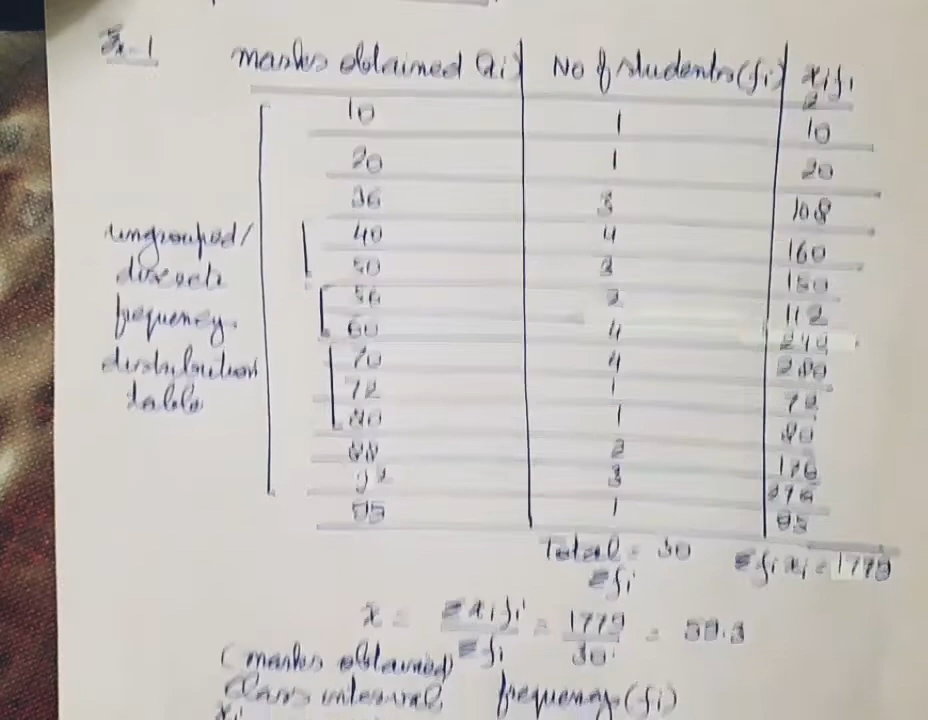 Ex-1 marks obtained (xi) No of students (fi) xifi
10 1 10
20 1 20
36 3 108
40 4 160
50 3 150
56 2 112
60 4 240
70 4 280
72 1 72
80 1 80
88 2 176
92 3 276
95 1 95
ungrouped/
discrete
frequency
distribution
table
Total = 30 Σfixi = 1779
Σfi
x̄ = Σxifi = 1779 = 59.3
Σfi 30
(marks obtained)
class interval frequency (fi)
xi